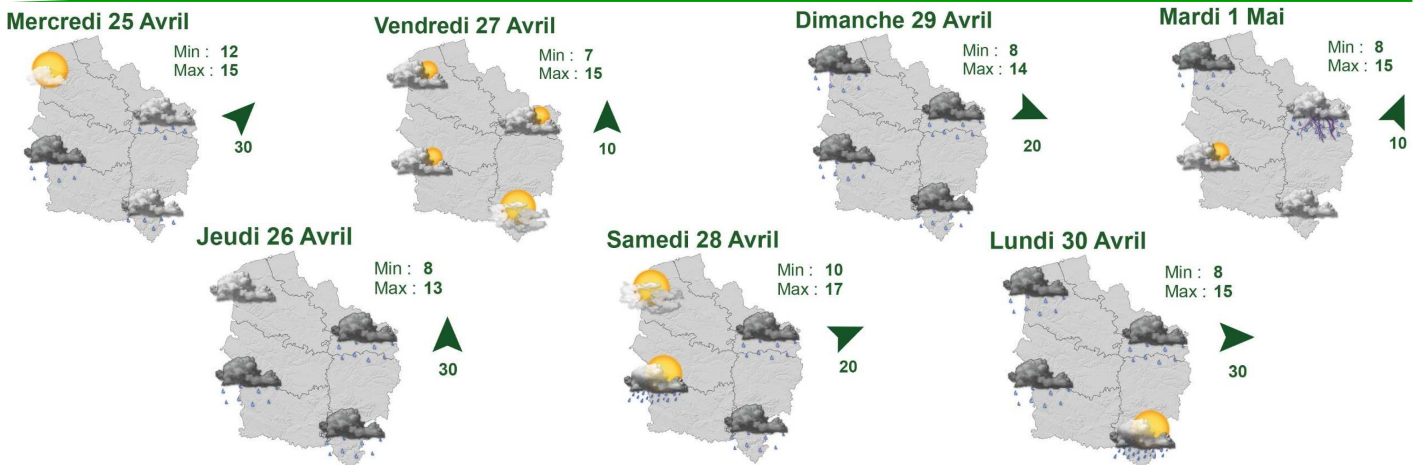 Mercredi 25 Avril
Min : 12
Max : 15
30
Vendredi 27 Avril
Min : 7
Max : 15
10
Dimanche 29 Avril
Min : 8
Max : 14
20
Mardi 1 Mai
Min : 8
Max : 15
10
Jeudi 26 Avril
Min : 8
Max : 13
30
Samedi 28 Avril
Min : 10
Max : 17
20
Lundi 30 Avril
Min : 8
Max : 15
30